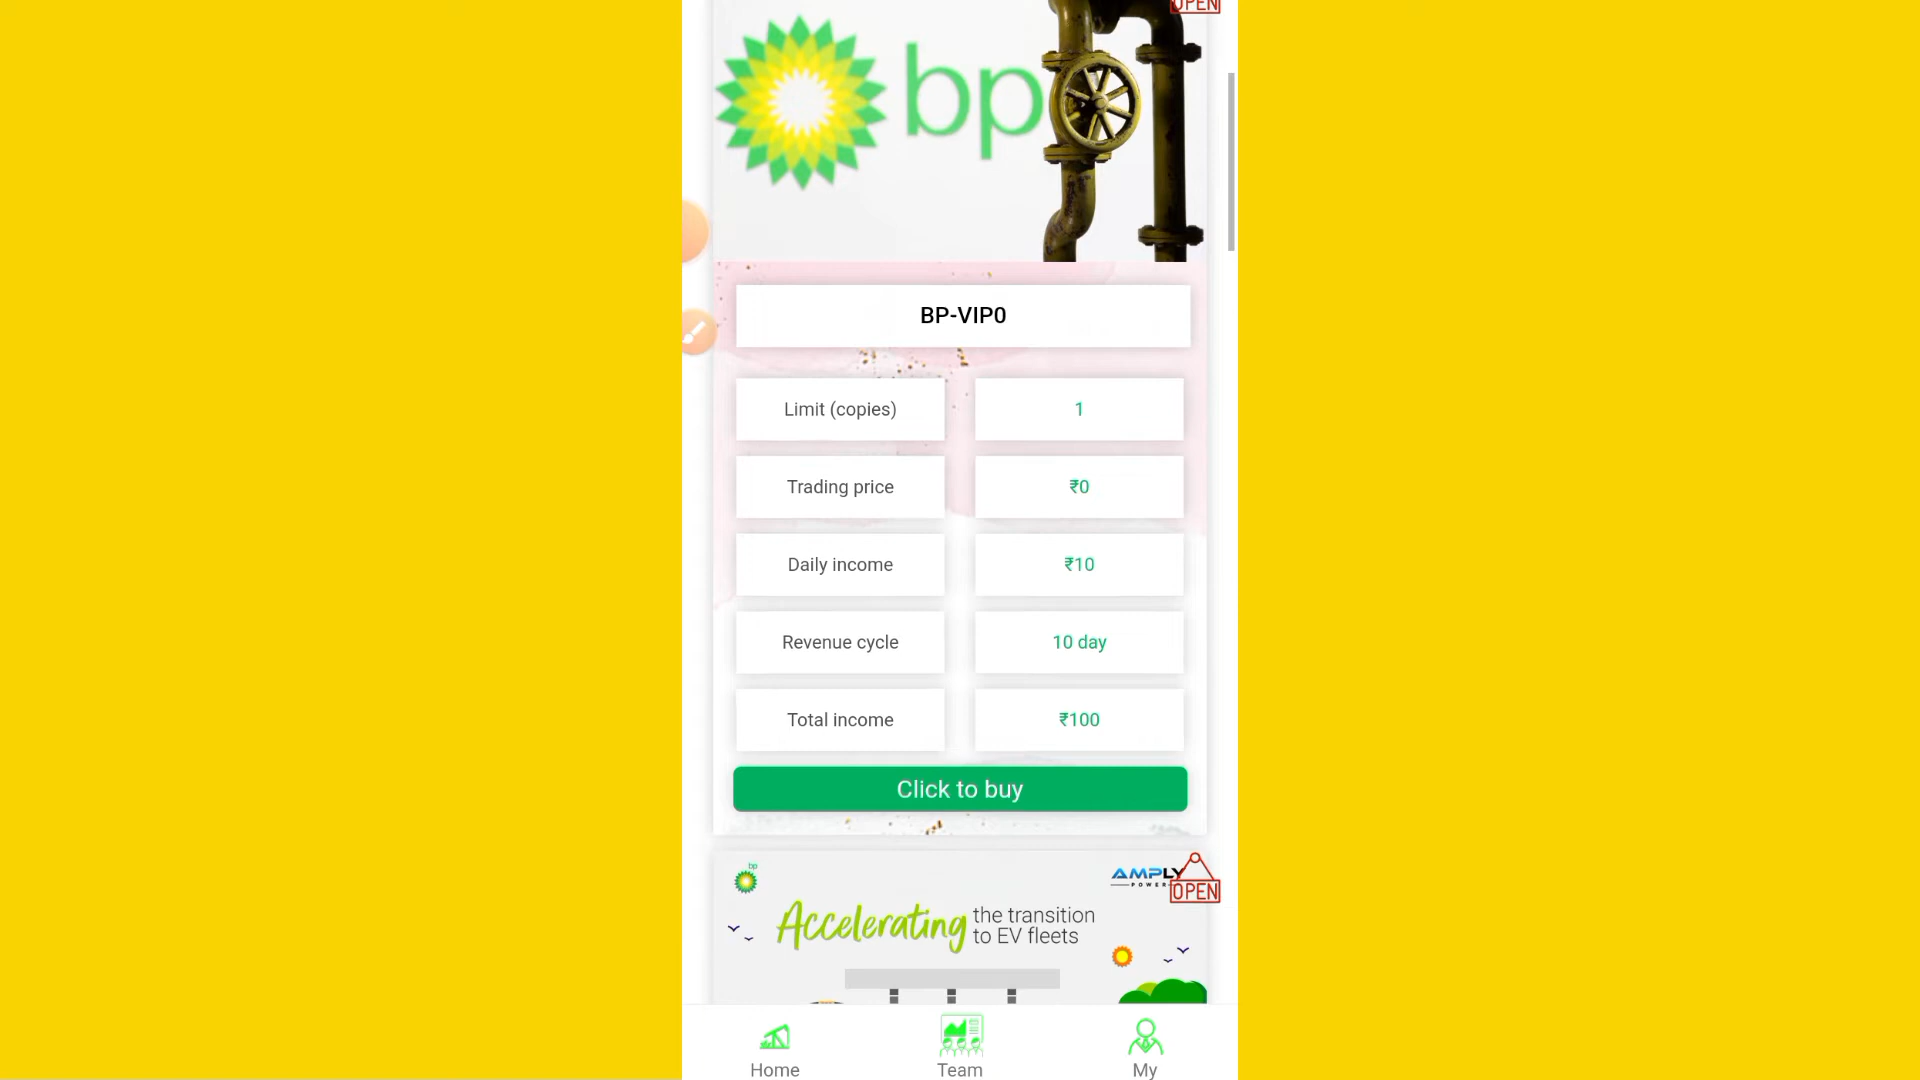 OPEN
bp
BP-VIP0
Limit (copies) 1
Trading price ₹0
Daily income ₹10
Revenue cycle 10 day
Total income ₹100
Click to buy
bp
AMPLY
POWER
OPEN
Accelerating the transition
to EV fleets
Home Team My